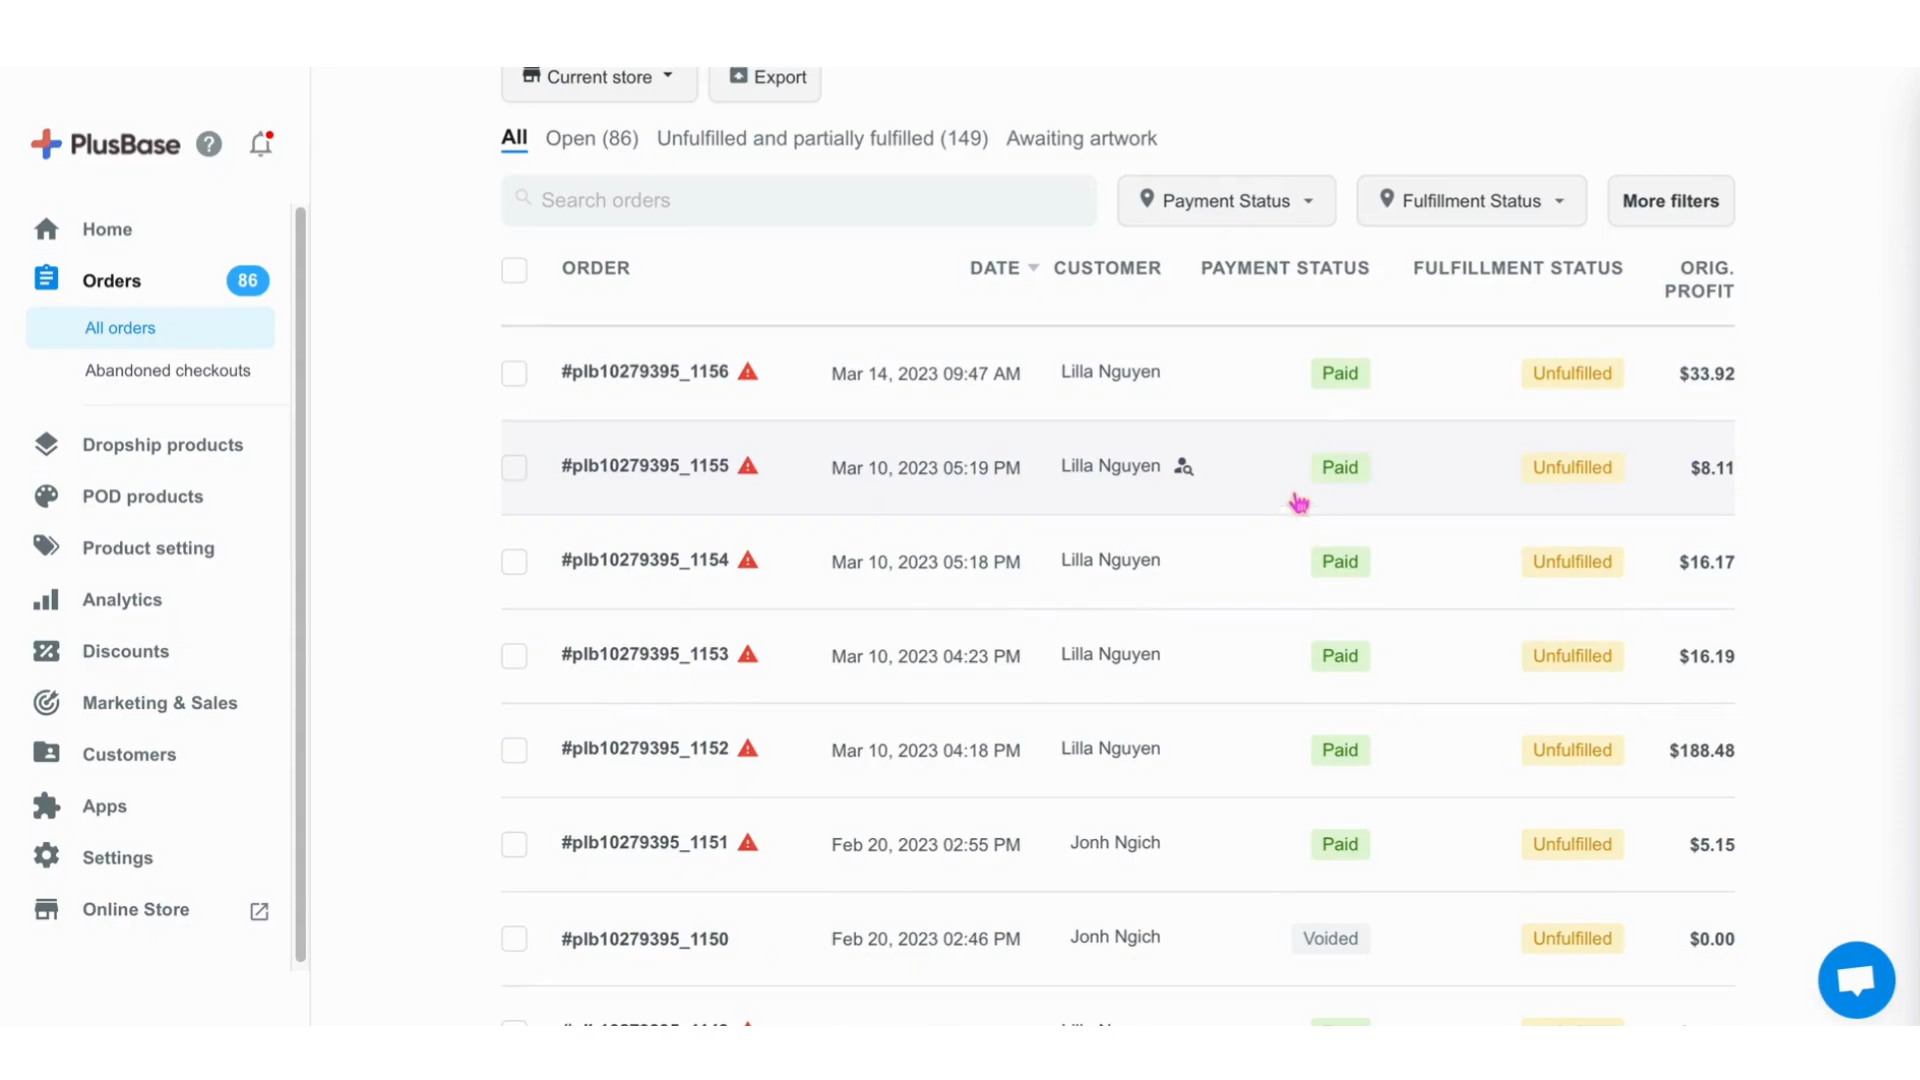 Current store
Export
PlusBase
?
All
Open (86)
Unfulfilled and partially fulfilled (149)
Awaiting artwork
Search orders
Payment Status
Fulfillment Status
More filters
Home
Orders
86
All orders
Abandoned checkouts
Dropship products
POD products
Product setting
Analytics
Discounts
Marketing & Sales
Customers
Apps
Settings
Online Store
ORDER DATE CUSTOMER PAYMENT STATUS FULFILLMENT STATUS ORIG.
PROFIT
#plb10279395_1156 Mar 14, 2023 09:47 AM Lilla Nguyen Paid Unfulfilled $33.92
#plb10279395_1155 Mar 10, 2023 05:19 PM Lilla Nguyen Paid Unfulfilled $8.11
#plb10279395_1154 Mar 10, 2023 05:18 PM Lilla Nguyen Paid Unfulfilled $16.17
#plb10279395_1153 Mar 10, 2023 04:23 PM Lilla Nguyen Paid Unfulfilled $16.19
#plb10279395_1152 Mar 10, 2023 04:18 PM Lilla Nguyen Paid Unfulfilled $188.48
#plb10279395_1151 Feb 20, 2023 02:55 PM Jonh Ngich Paid Unfulfilled $5.15
#plb10279395_1150 Feb 20, 2023 02:46 PM Jonh Ngich Voided Unfulfilled $0.00